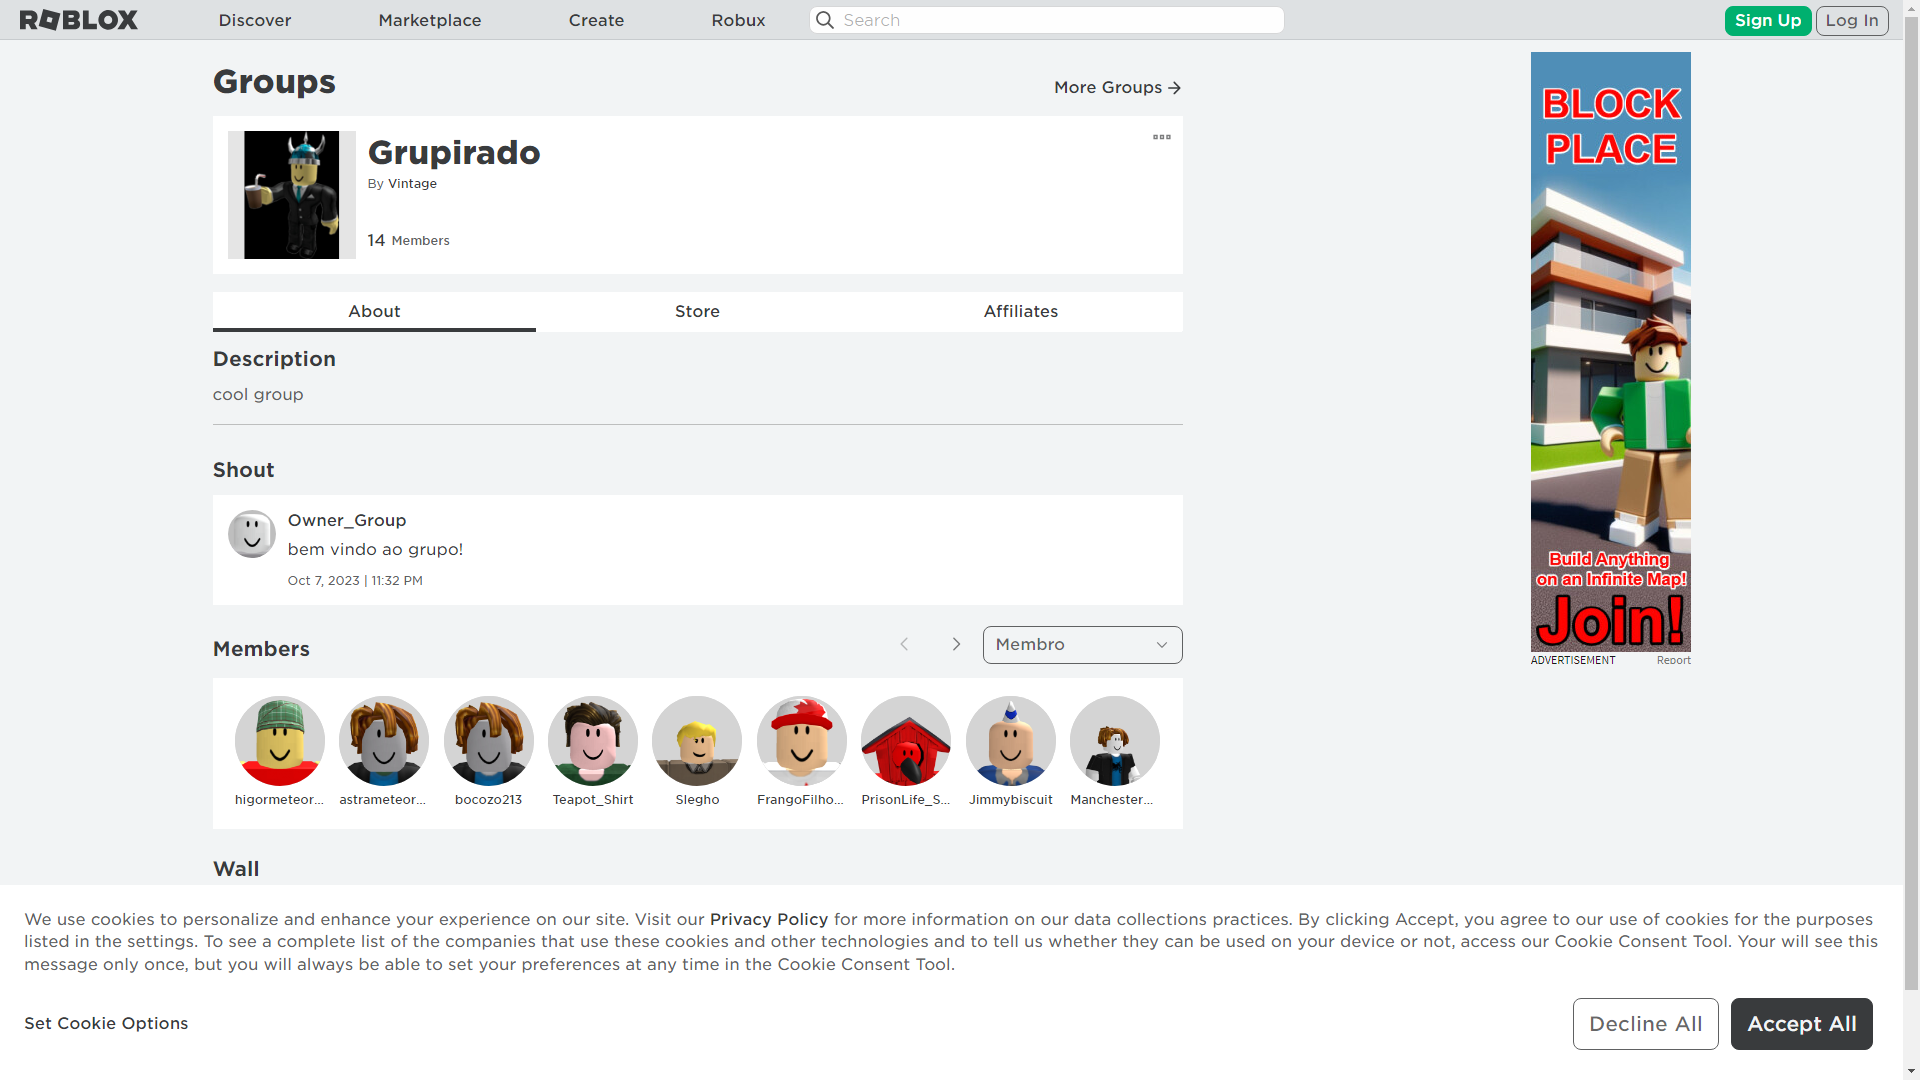 ROBLOX
Discover
Marketplace
Create
Robux
Search
Sign Up
Log In
Groups
More Groups
Grupirado
By Vintage
14 Members
About
Store
Affiliates
Description
cool group
Shout
Owner_Group
bem vindo ao grupo!
Oct 7, 2023 | 11:32 PM
Members
Membro
higormeteor...
astrameteor...
bocozo213
Teapot_Shirt
Slegho
FrangoFilho...
PrisonLife_S...
Jimmybiscuit
Manchester...
Wall
BLOCK
PLACE
Build Anything
on an Infinite Map!
Join!
ADVERTISEMENT
Report
We use cookies to personalize and enhance your experience on our site. Visit our Privacy Policy for more information on our data collections practices. By clicking Accept, you agree to our use of cookies for the purposes
listed in the settings. To see a complete list of the companies that use these cookies and other technologies and to tell us whether they can be used on your device or not, access our Cookie Consent Tool. Your will see this
message only once, but you will always be able to set your preferences at any time in the Cookie Consent Tool.
Set Cookie Options
Decline All
Accept All